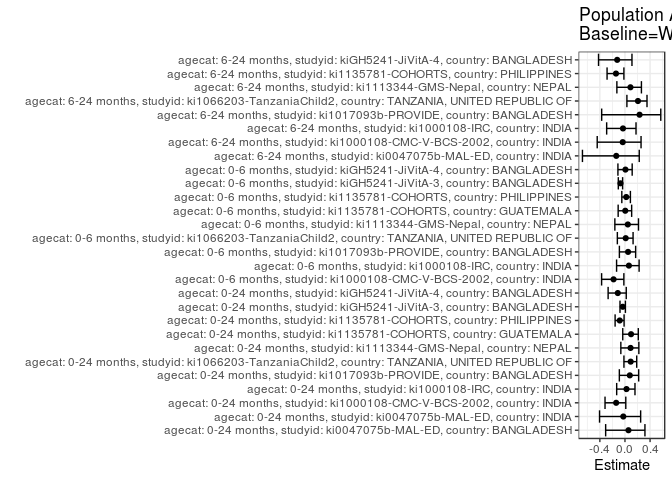 Population A
Baseline=W
agecat: 6-24 months, studyid: kiGH5241-JiVitA-4, country: BANGLADESH
agecat: 6-24 months, studyid: ki1135781-COHORTS, country: PHILIPPINES
agecat: 6-24 months, studyid: ki1113344-GMS-Nepal, country: NEPAL
agecat: 6-24 months, studyid: ki1066203-TanzaniaChild2, country: TANZANIA, UNITED REPUBLIC OF
agecat: 6-24 months, studyid: ki1017093b-PROVIDE, country: BANGLADESH
agecat: 6-24 months, studyid: ki1000108-IRC, country: INDIA
agecat: 6-24 months, studyid: ki1000108-CMC-V-BCS-2002, country: INDIA
agecat: 6-24 months, studyid: ki0047075b-MAL-ED, country: INDIA
agecat: 0-6 months, studyid: kiGH5241-JiVitA-4, country: BANGLADESH
agecat: 0-6 months, studyid: kiGH5241-JiVitA-3, country: BANGLADESH
agecat: 0-6 months, studyid: ki1135781-COHORTS, country: PHILIPPINES
agecat: 0-6 months, studyid: ki1135781-COHORTS, country: GUATEMALA
agecat: 0-6 months, studyid: ki1113344-GMS-Nepal, country: NEPAL
agecat: 0-6 months, studyid: ki1066203-TanzaniaChild2, country: TANZANIA, UNITED REPUBLIC OF
agecat: 0-6 months, studyid: ki1017093b-PROVIDE, country: BANGLADESH
agecat: 0-6 months, studyid: ki1000108-IRC, country: INDIA
agecat: 0-6 months, studyid: ki1000108-CMC-V-BCS-2002, country: INDIA
agecat: 0-24 months, studyid: kiGH5241-JiVitA-4, country: BANGLADESH
agecat: 0-24 months, studyid: kiGH5241-JiVitA-3, country: BANGLADESH
agecat: 0-24 months, studyid: ki1135781-COHORTS, country: PHILIPPINES
agecat: 0-24 months, studyid: ki1135781-COHORTS, country: GUATEMALA
agecat: 0-24 months, studyid: ki1113344-GMS-Nepal, country: NEPAL
agecat: 0-24 months, studyid: ki1066203-TanzaniaChild2, country: TANZANIA, UNITED REPUBLIC OF
agecat: 0-24 months, studyid: ki1017093b-PROVIDE, country: BANGLADESH
agecat: 0-24 months, studyid: ki1000108-IRC, country: INDIA
agecat: 0-24 months, studyid: ki1000108-CMC-V-BCS-2002, country: INDIA
agecat: 0-24 months, studyid: ki0047075b-MAL-ED, country: INDIA
agecat: 0-24 months, studyid: ki0047075b-MAL-ED, country: BANGLADESH
-0.4 0.0 0.4
Estimate